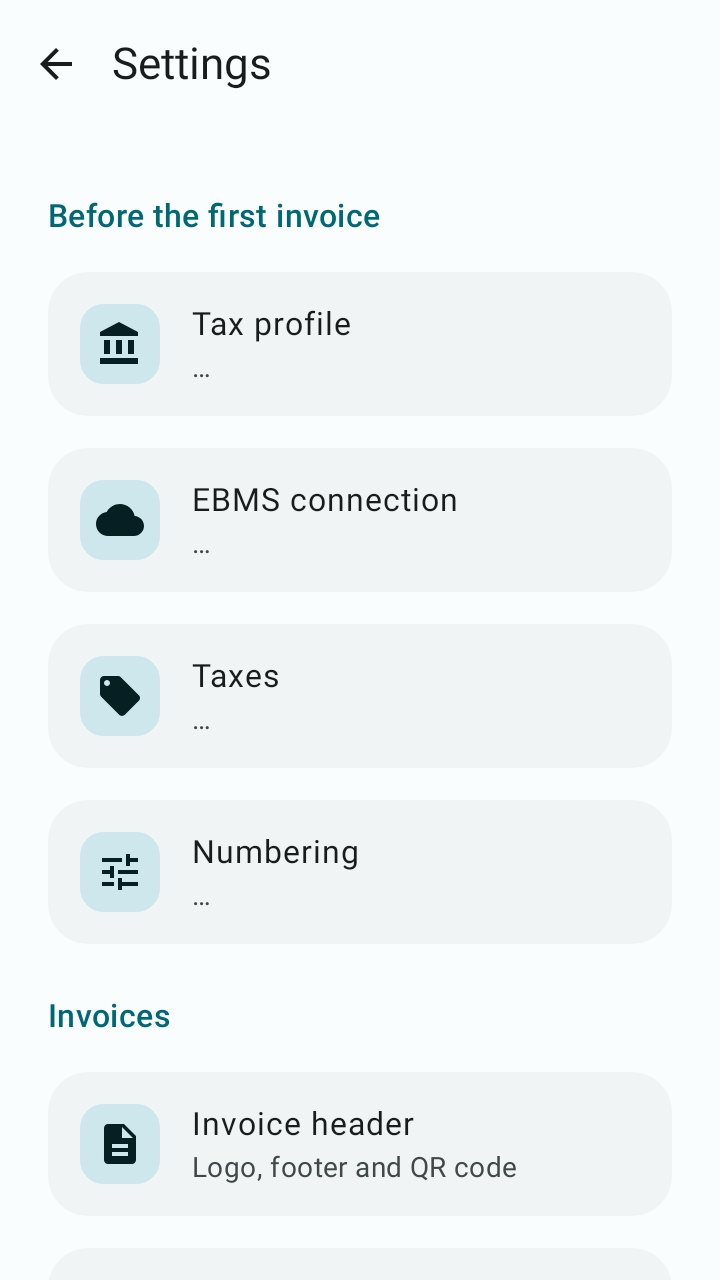 Settings
Before the first invoice
Tax profile
…
EBMS connection
…
Taxes
…
Numbering
…
Invoices
Invoice header
Logo, footer and QR code